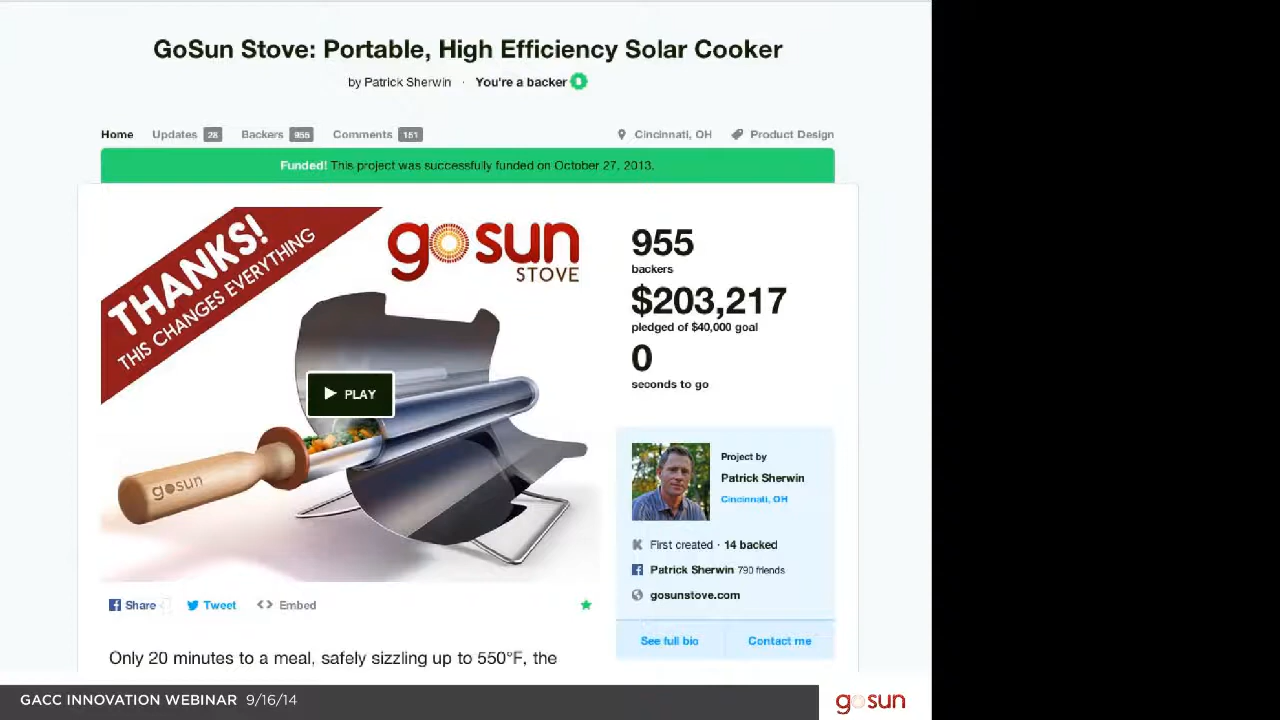 GoSun Stove: Portable, High Efficiency Solar Cooker
by Patrick Sherwin · You're a backer
Home Updates 28 Backers 955 Comments 151 Cincinnati, OH Product Design
Funded! This project was successfully funded on October 27, 2013.
THANKS!
THIS CHANGES EVERYTHING
gosun
STOVE
PLAY
gosun
955
backers
$203,217
pledged of $40,000 goal
0
seconds to go
Project by
Patrick Sherwin
Cincinnati, OH
First created · 14 backed
Patrick Sherwin 790 friends
gosunstove.com
See full bio Contact me
Share Tweet Embed
Only 20 minutes to a meal, safely sizzling up to 550°F, the
GACC INNOVATION WEBINAR 9/16/14
gosun